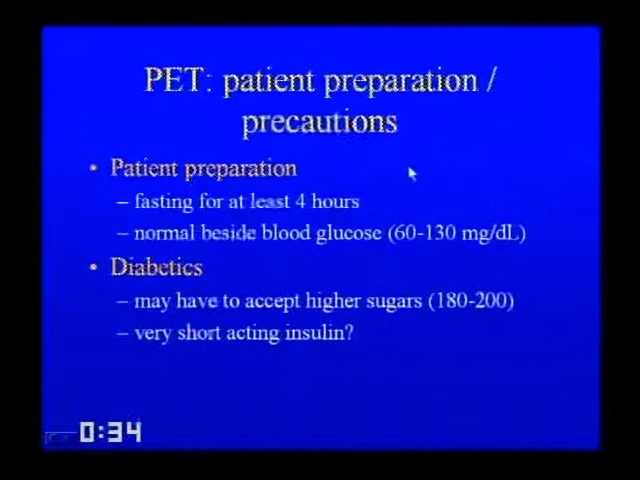 PET: patient preparation /
precautions
• Patient preparation
– fasting for at least 4 hours
– normal beside blood glucose (60-130 mg/dL)
• Diabetics
– may have to accept higher sugars (180-200)
– very short acting insulin?
0:34